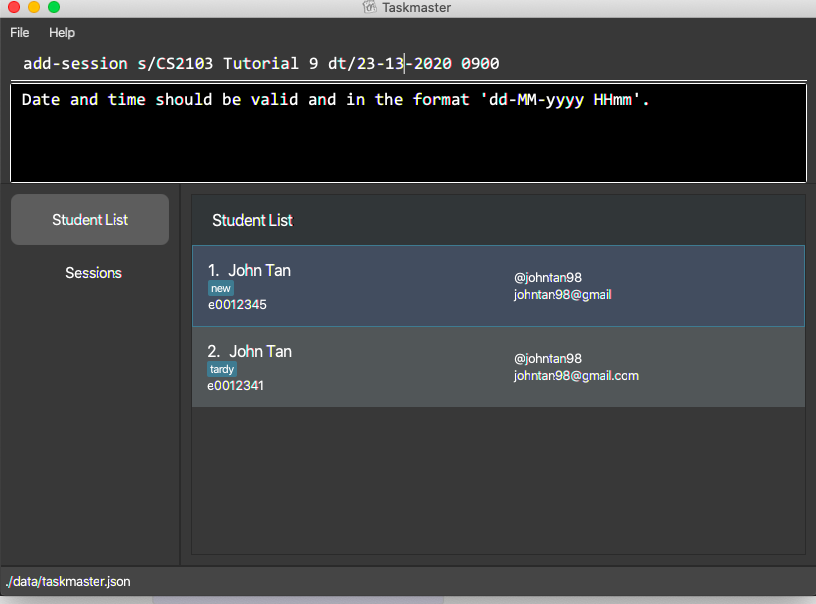 Taskmaster
File Help
add-session s/CS2103 Tutorial 9 dt/23-13-2020 0900
Date and time should be valid and in the format 'dd-MM-yyyy HHmm'.
Student List
Sessions
Student List
1. John Tan
new
e0012345
@johntan98
johntan98@gmail
2. John Tan
tardy
e0012341
@johntan98
johntan98@gmail.com
./data/taskmaster.json